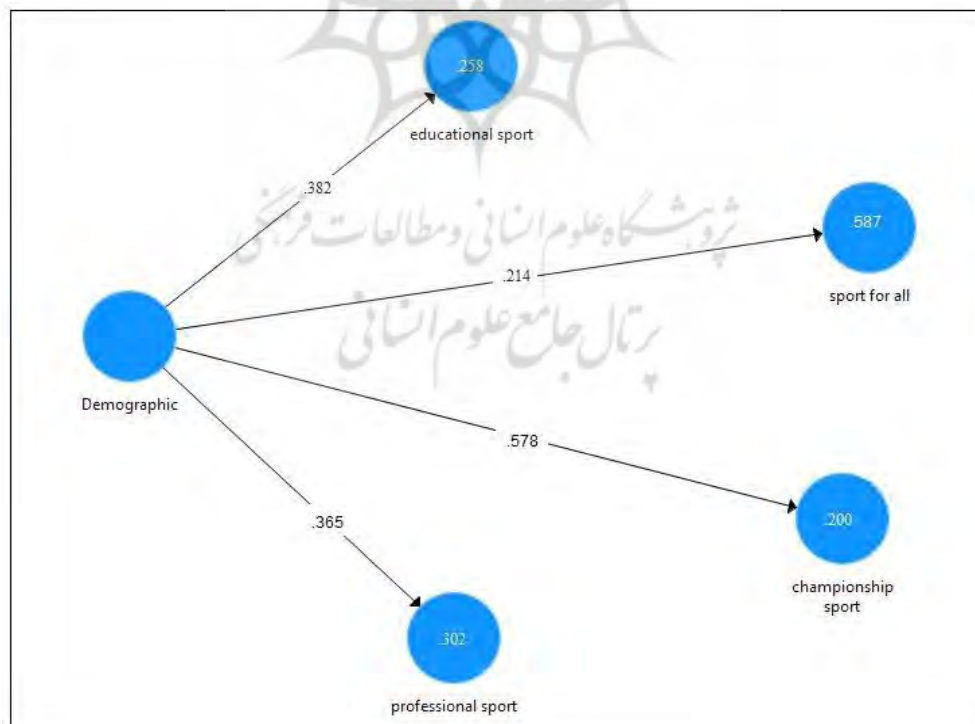 .258
educational sport
.382
پژوهشگاه علوم انسانی و مطالعات فرهنگی
.587
.214
sport for all
پرتال جامع علوم انسانی
Demographic
.578
.200
.365
championship
sport
.302
professional sport